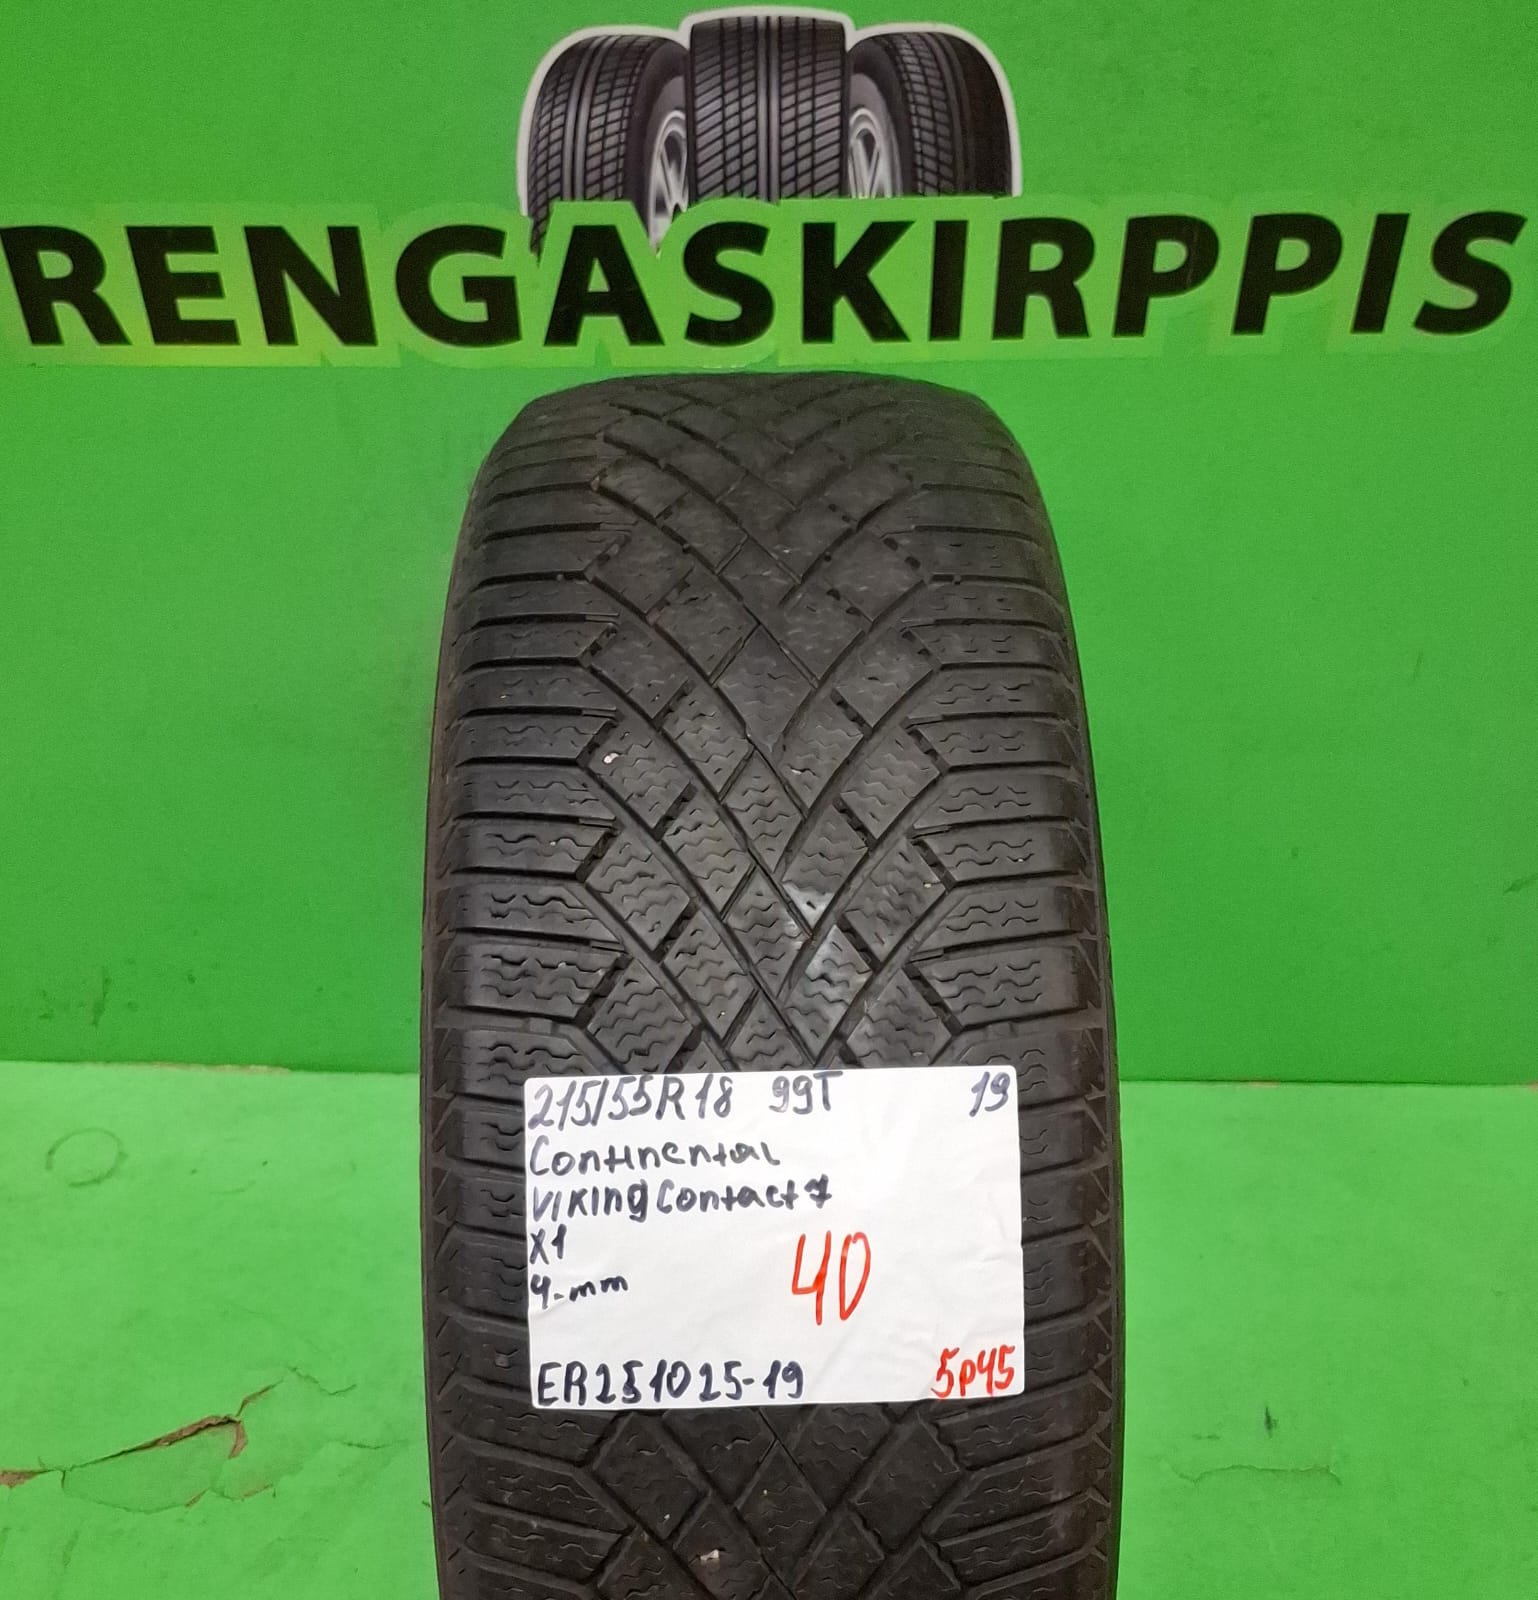 RENGASKIRPPIS
215/55R18 99T 19
Continental
VikingContact7
X1
4-mm
40
ER251025-19 5P45